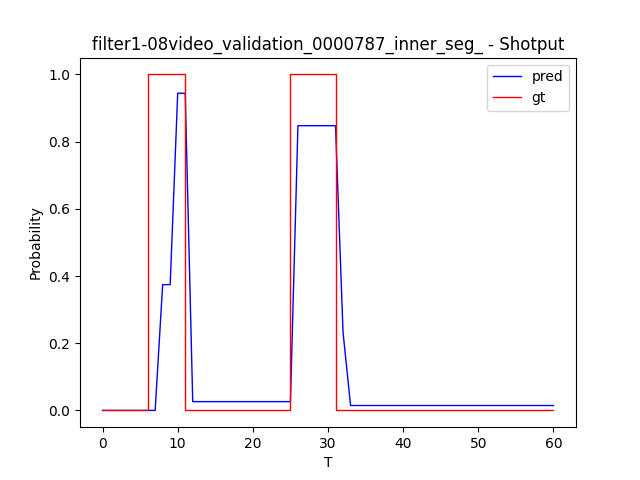 filter1-08video_validation_0000787_inner_seg_ - Shotput
pred
gt
Probability
1.0
0.8
0.6
0.4
0.2
0.0
0 10 20 30 40 50 60
T